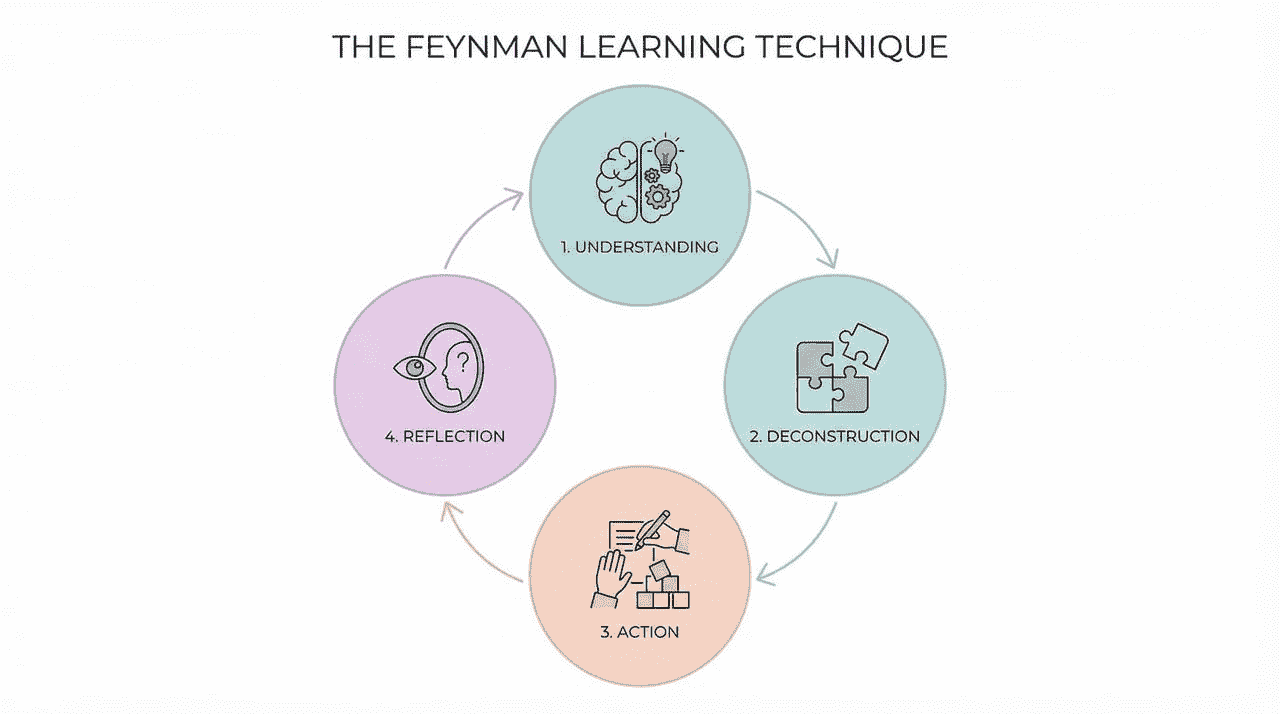 THE FEYNMAN LEARNING TECHNIQUE
1. UNDERSTANDING
2. DECONSTRUCTION
3. ACTION
4. REFLECTION